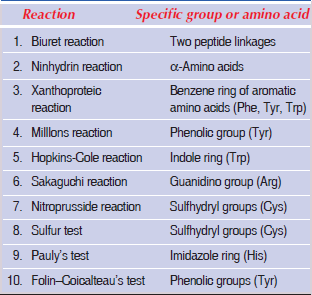 Reaction Specific group or amino acid
1. Biuret reaction Two peptide linkages
2. Ninhydrin reaction α-Amino acids
3. Xanthoproteic Benzene ring of aromatic
reaction amino acids (Phe, Tyr, Trp)
4. Milllons reaction Phenolic group (Tyr)
5. Hopkins-Cole reaction Indole ring (Trp)
6. Sakaguchi reaction Guanidino group (Arg)
7. Nitroprusside reaction Sulfhydryl groups (Cys)
8. Sulfur test Sulfhydryl groups (Cys)
9. Pauly's test Imidazole ring (His)
10. Folin–Coicalteau's test Phenolic groups (Tyr)